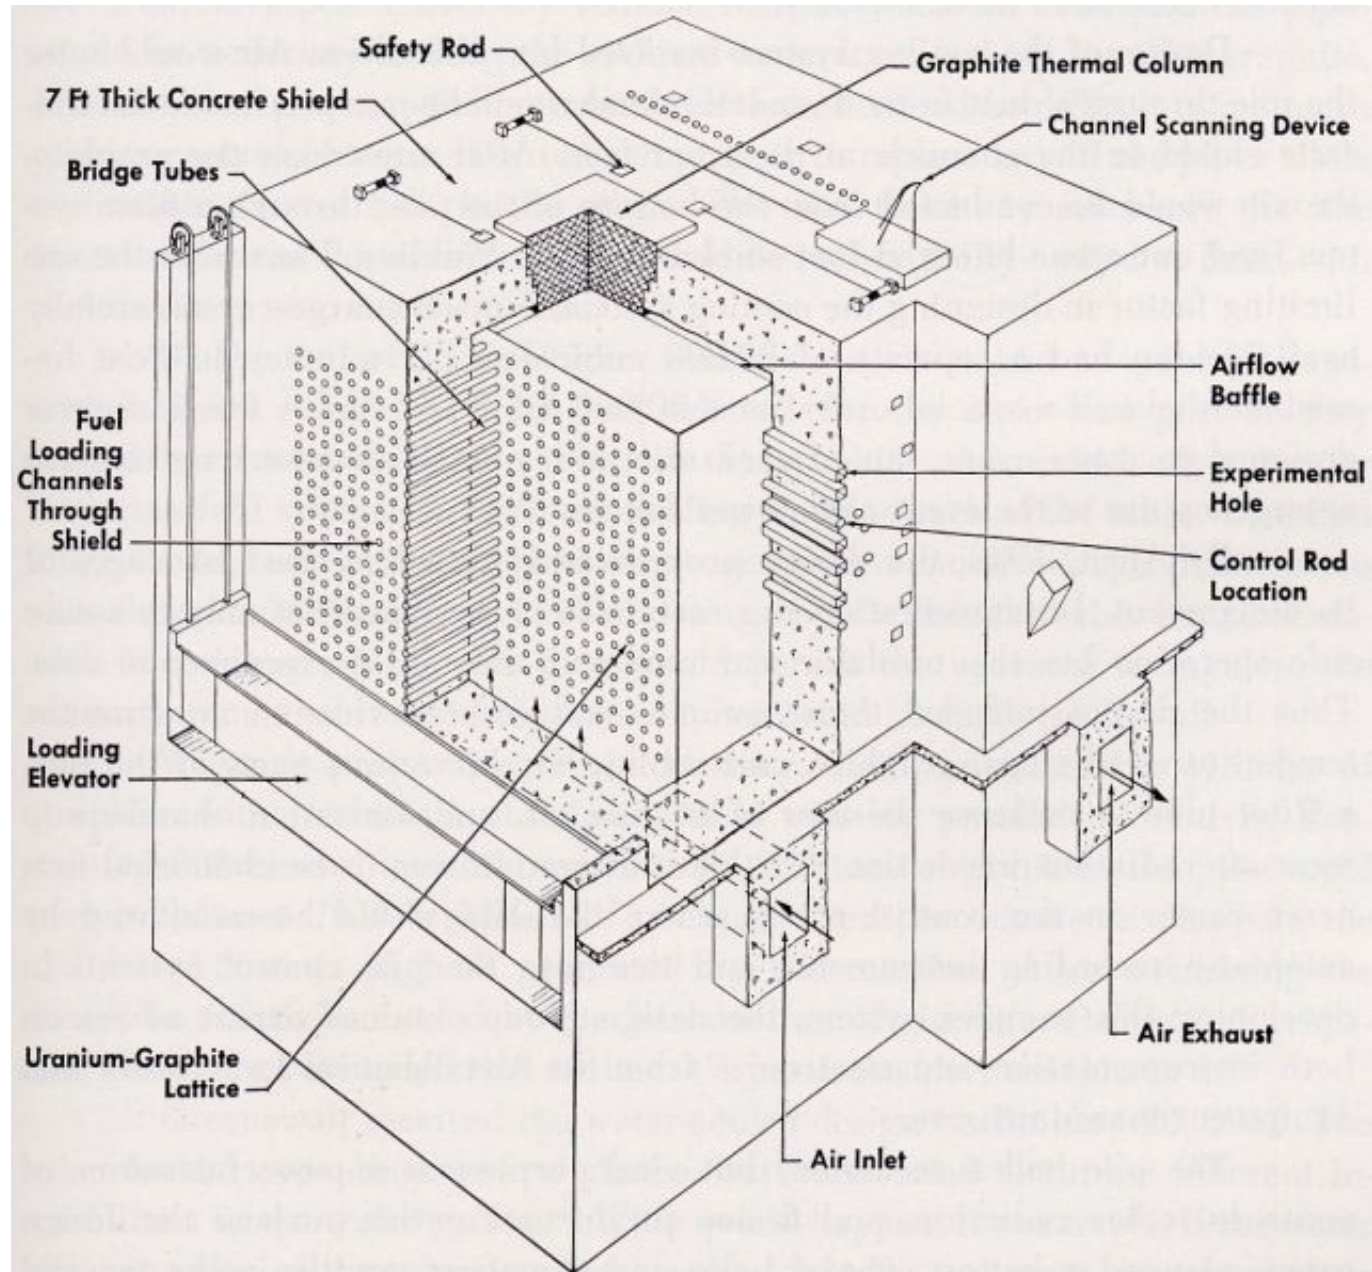 Safety Rod
7 Ft Thick Concrete Shield
Bridge Tubes
Graphite Thermal Column
Channel Scanning Device
Airflow
Baffle
Fuel
Loading
Channels
Through
Shield
Experimental
Hole
Control Rod
Location
Loading
Elevator
Uranium-Graphite
Lattice
Air Exhaust
Air Inlet